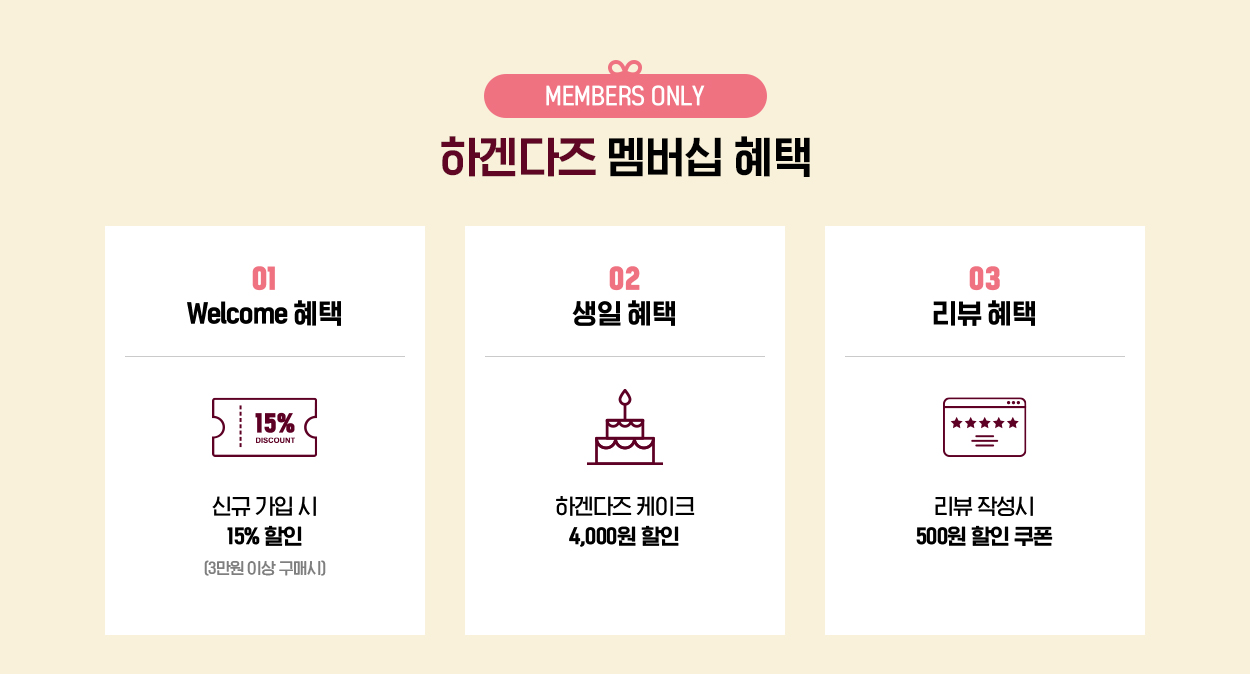 MEMBERS ONLY
하겐다즈 멤버십 혜택
01
Welcome 혜택
15%
DISCOUNT
신규 가입 시
15% 할인
(3만원 이상 구매시)
02
생일 혜택
하겐다즈 케이크
4,000원 할인
03
리뷰 혜택
리뷰 작성시
500원 할인 쿠폰